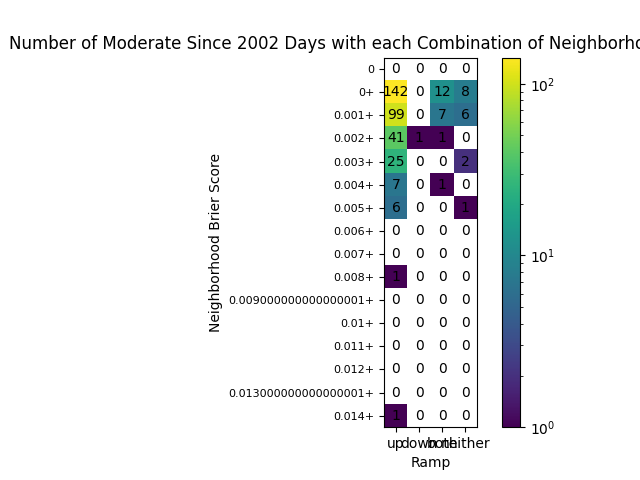 Number of Moderate Since 2002 Days with each Combination of Neighborho
Neighborhood Brier Score
0 0 0 0 0
0+ 142 0 12 8
0.001+ 99 0 7 6
0.002+ 41 1 1 0
0.003+ 25 0 0 2
0.004+ 7 0 1 0
0.005+ 6 0 0 1
0.006+ 0 0 0 0
0.007+ 0 0 0 0
0.008+ 1 0 0 0
0.009000000000000001+ 0 0 0 0
0.01+ 0 0 0 0
0.011+ 0 0 0 0
0.012+ 0 0 0 0
0.013000000000000001+ 0 0 0 0
0.014+ 1 0 0 0
up down both neither
Ramp
10²
10¹
10⁰